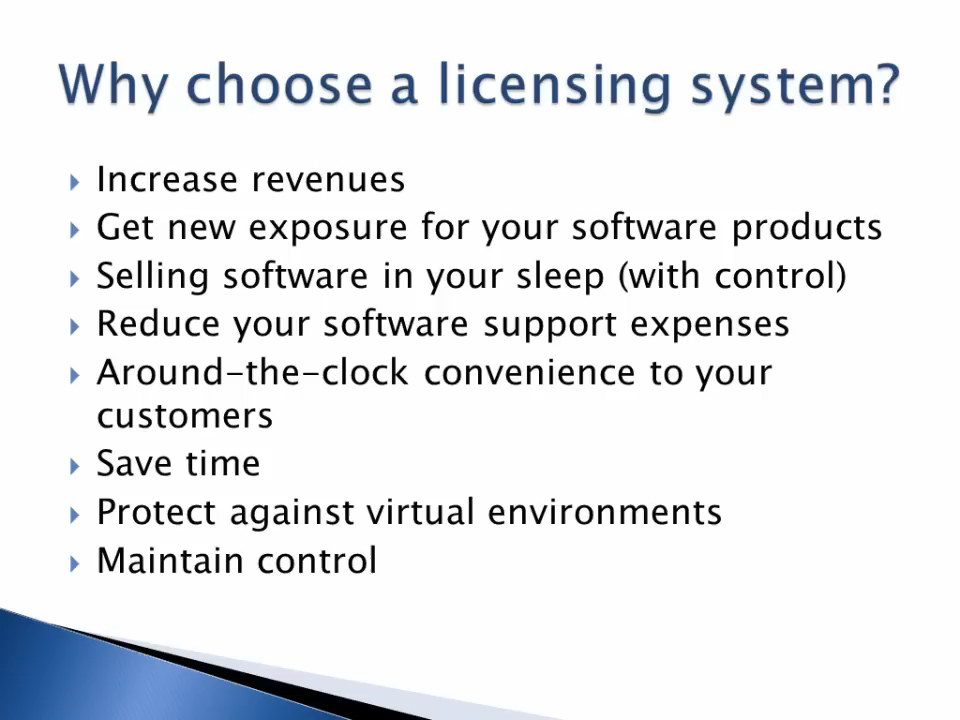 Why choose a licensing system?
Increase revenues
Get new exposure for your software products
Selling software in your sleep (with control)
Reduce your software support expenses
Around-the-clock convenience to your
customers
Save time
Protect against virtual environments
Maintain control